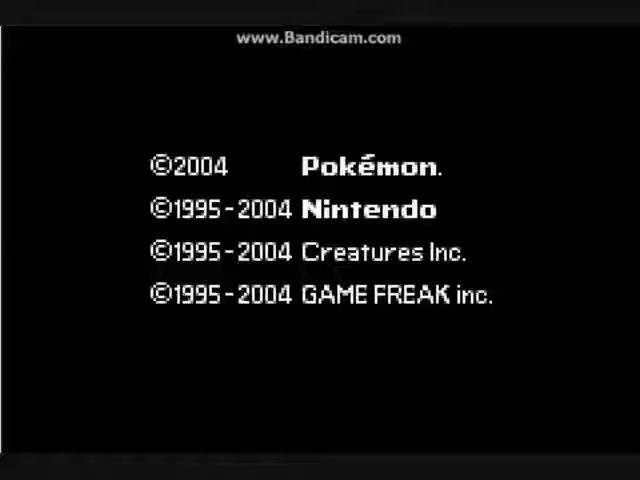 www.Bandicam.com
©2004 Pokémon.
©1995-2004 Nintendo
©1995-2004 Creatures Inc.
©1995-2004 GAME FREAK inc.